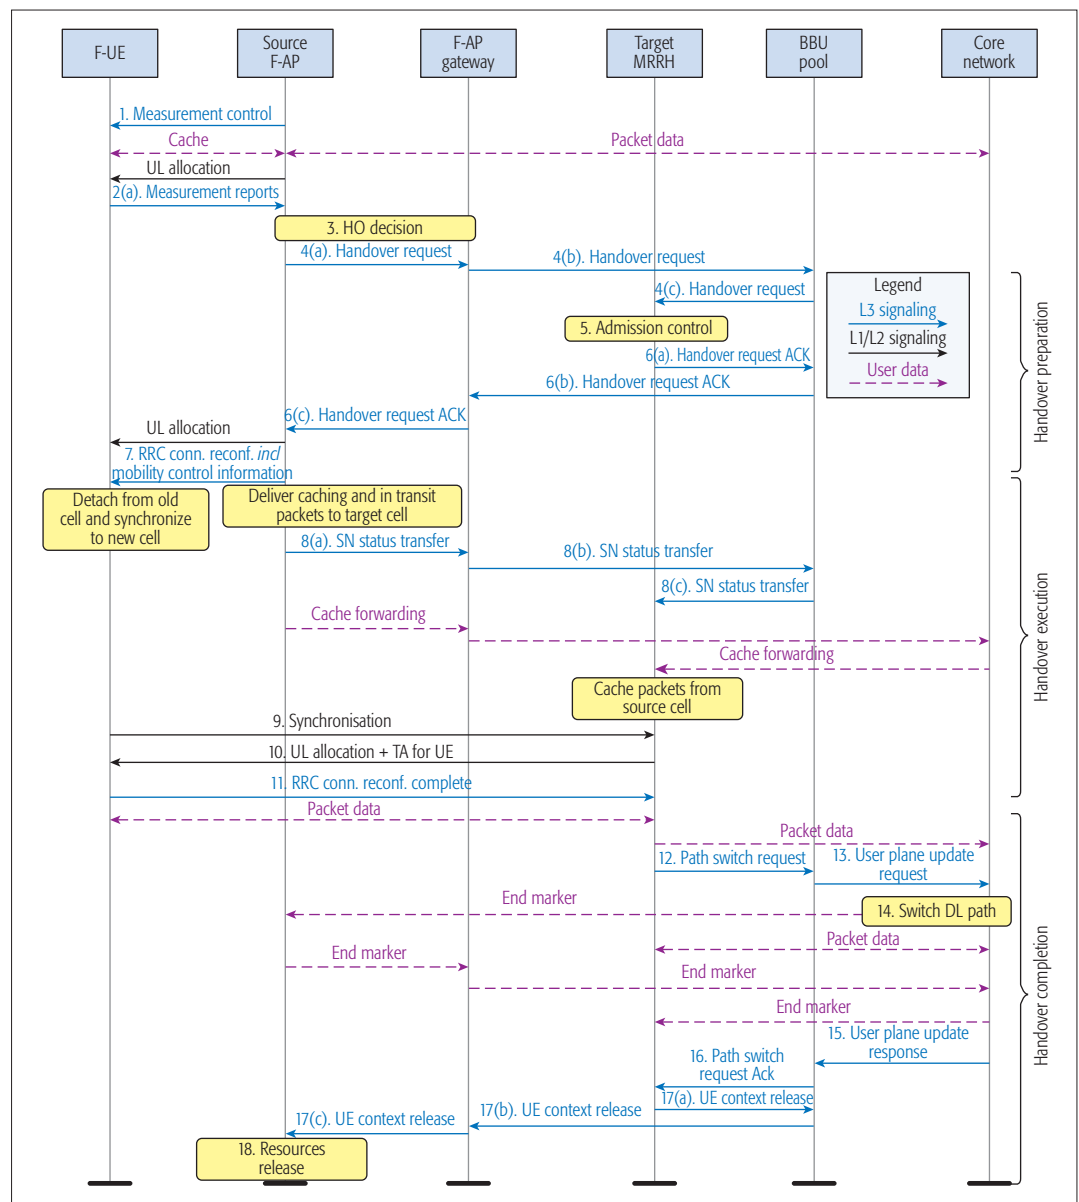 F-UE
Source
F-AP
F-AP
gateway
Target
MRRH
BBU
pool
Core
network
1. Measurement control
Cache
Packet data
UL allocation
2(a). Measurement reports
3. HO decision
4(a). Handover request
4(b). Handover request
4(c). Handover request
Legend
L3 signaling
L1/L2 signaling
User data
5. Admission control
6(a). Handover request ACK
6(b). Handover request ACK
6(c). Handover request ACK
Handover preparation
UL allocation
7. RRC conn. reconf. incl
mobility control information
Detach from old
cell and synchronize
to new cell
Deliver caching and in transit
packets to target cell
8(a). SN status transfer
8(b). SN status transfer
8(c). SN status transfer
Cache forwarding
Cache forwarding
Cache packets from
source cell
Handover execution
9. Synchronisation
10. UL allocation + TA for UE
11. RRC conn. reconf. complete
Packet data
Packet data
12. Path switch request
13. User plane update
request
End marker
14. Switch DL path
Packet data
End marker
End marker
End marker
Handover completion
15. User plane update
response
16. Path switch
request Ack
17(a). UE context release
17(b). UE context release
17(c). UE context release
18. Resources
release